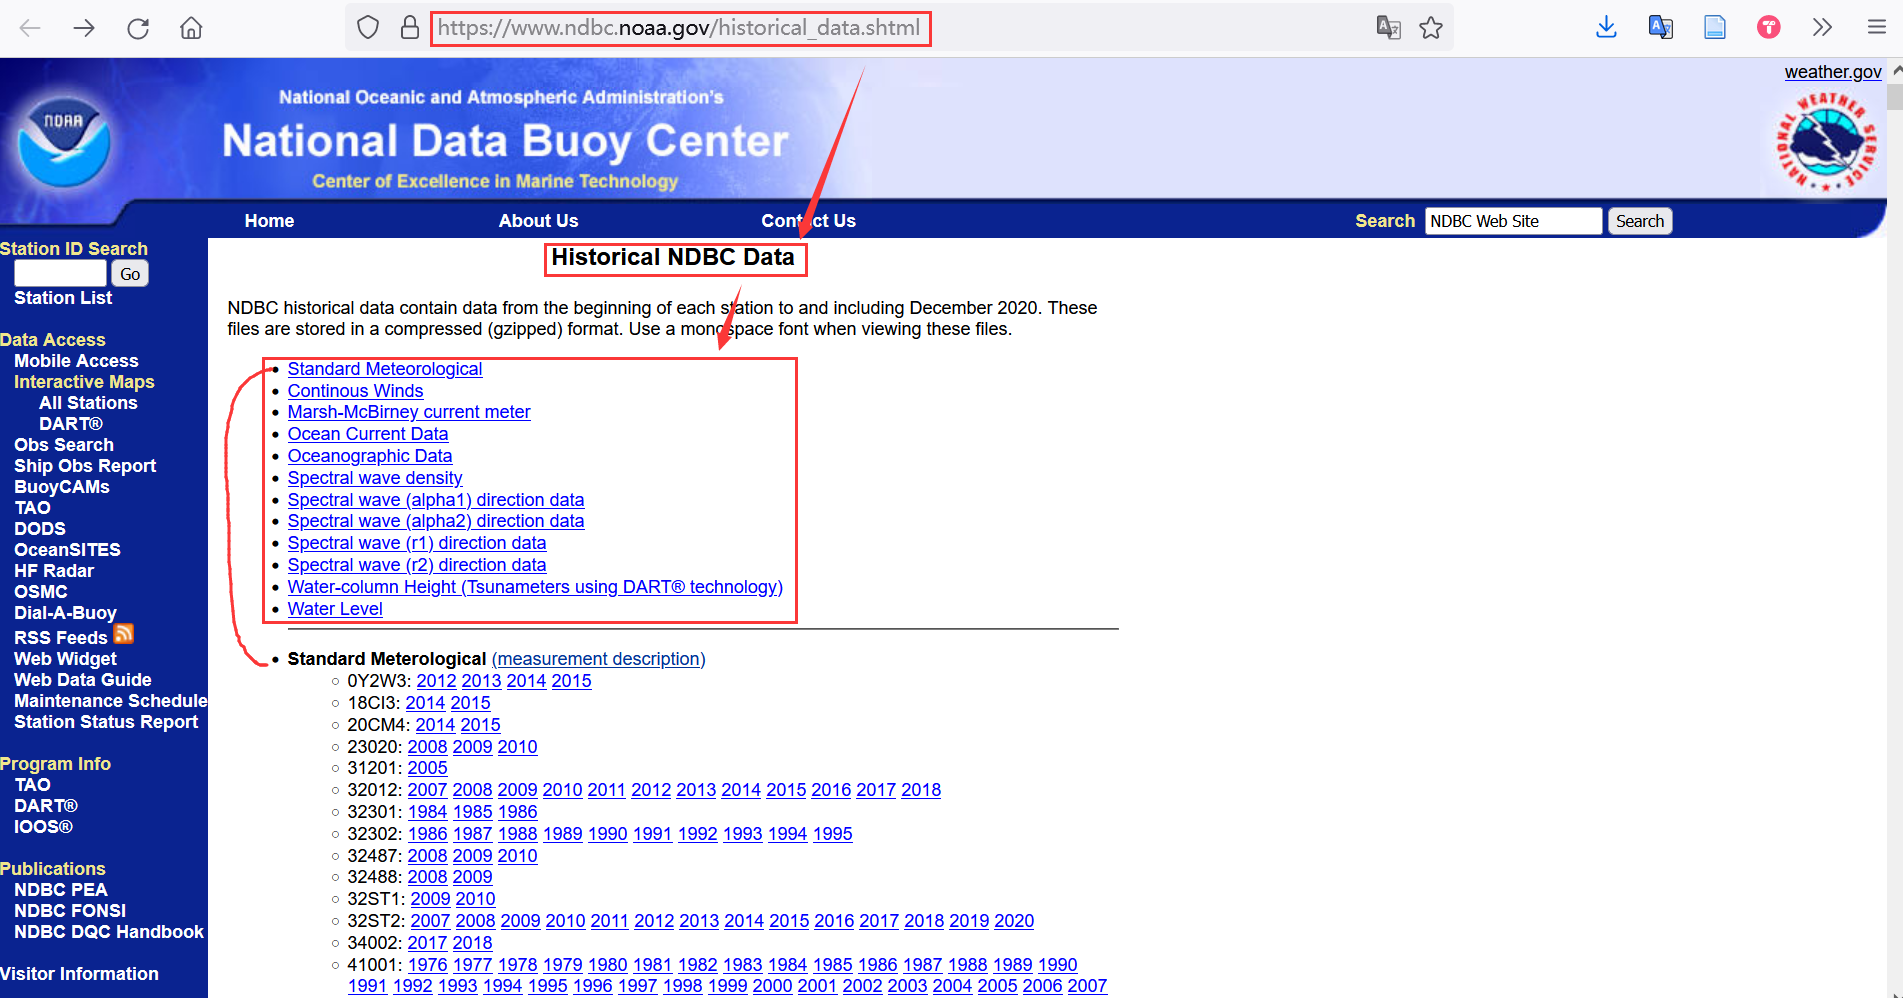 https://www.ndbc.noaa.gov/historical_data.shtml
weather.gov
NOAA
National Oceanic and Atmospheric Administration's
National Data Buoy Center
Center of Excellence in Marine Technology
NATIONAL WEATHER SERVICE
Home About Us Contact Us Search NDBC Web Site Search
Station ID Search
Go
Station List
Data Access
Mobile Access
Interactive Maps
All Stations
DART®
Obs Search
Ship Obs Report
BuoyCAMs
TAO
DODS
OceanSITES
HF Radar
OSMC
Dial-A-Buoy
RSS Feeds
Web Widget
Web Data Guide
Maintenance Schedule
Station Status Report
Program Info
TAO
DART®
IOOS®
Publications
NDBC PEA
NDBC FONSI
NDBC DQC Handbook
Visitor Information
Historical NDBC Data
NDBC historical data contain data from the beginning of each station to and including December 2020. These
files are stored in a compressed (gzipped) format. Use a monospace font when viewing these files.
Standard Meteorological
Continous Winds
Marsh-McBirney current meter
Ocean Current Data
Oceanographic Data
Spectral wave density
Spectral wave (alpha1) direction data
Spectral wave (alpha2) direction data
Spectral wave (r1) direction data
Spectral wave (r2) direction data
Water-column Height (Tsunameters using DART® technology)
Water Level
Standard Meterological (measurement description)
0Y2W3: 2012 2013 2014 2015
18CI3: 2014 2015
20CM4: 2014 2015
23020: 2008 2009 2010
31201: 2005
32012: 2007 2008 2009 2010 2011 2012 2013 2014 2015 2016 2017 2018
32301: 1984 1985 1986
32302: 1986 1987 1988 1989 1990 1991 1992 1993 1994 1995
32487: 2008 2009 2010
32488: 2008 2009
32ST1: 2009 2010
32ST2: 2007 2008 2009 2010 2011 2012 2013 2014 2015 2016 2017 2018 2019 2020
34002: 2017 2018
41001: 1976 1977 1978 1979 1980 1981 1982 1983 1984 1985 1986 1987 1988 1989 1990
1991 1992 1993 1994 1995 1996 1997 1998 1999 2000 2001 2002 2003 2004 2005 2006 2007